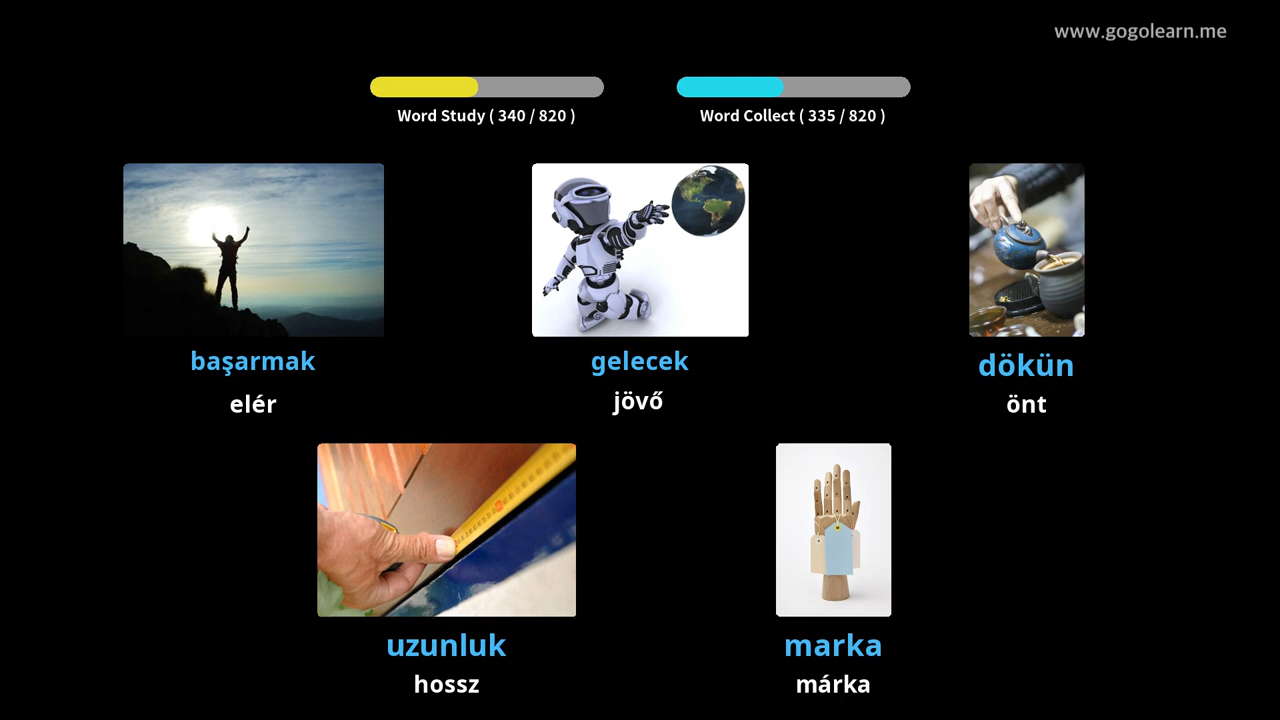 www.gogolearn.me
Word Study ( 340 / 820 )
Word Collect ( 335 / 820 )
başarmak
elér
gelecek
jövő
dökün
önt
uzunluk
hossz
marka
márka